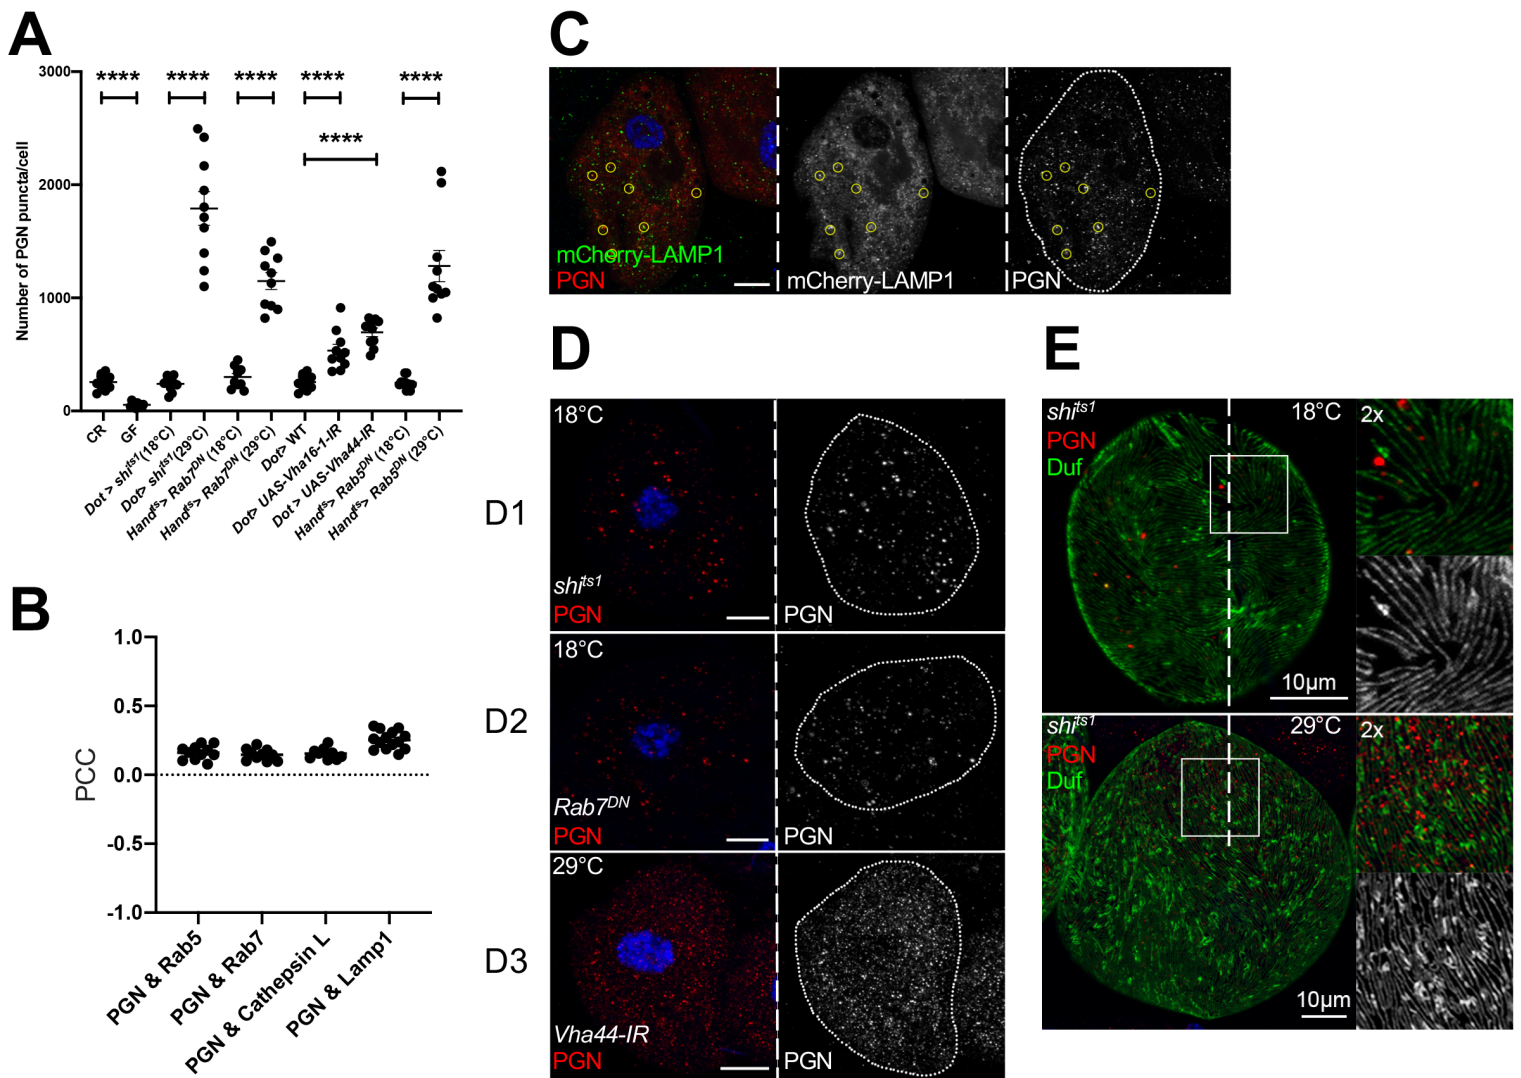 A
Number of PGN puncta/cell
3000
2000
1000
0
**** **** **** **** ****
****
CR
GF
Dot > shi^ts1 (18°C)
Dot> shi^ts1 (29°C)
Hand^ts> Rab7^DN (18°C)
Hand^ts> Rab7^DN (29°C)
Dot> WT
Dot> UAS-Vha16-1-IR
Dot > UAS-Vha44-IR
Hand^ts> Rab5^DN (18°C)
Hand^ts> Rab5^DN (29°C)
B
PCC
1.0
0.5
0.0
-0.5
-1.0
PGN & Rab5
PGN & Rab7
PGN & Cathepsin L
PGN & Lamp1
C
mCherry-LAMP1
PGN
mCherry-LAMP1
PGN
D
D1
18°C
shi^ts1
PGN
PGN
D2
18°C
Rab7^DN
PGN
PGN
D3
29°C
Vha44-IR
PGN
PGN
E
shi^ts1
PGN
Duf
18°C
2x
10μm
shi^ts1
PGN
Duf
29°C
2x
10μm